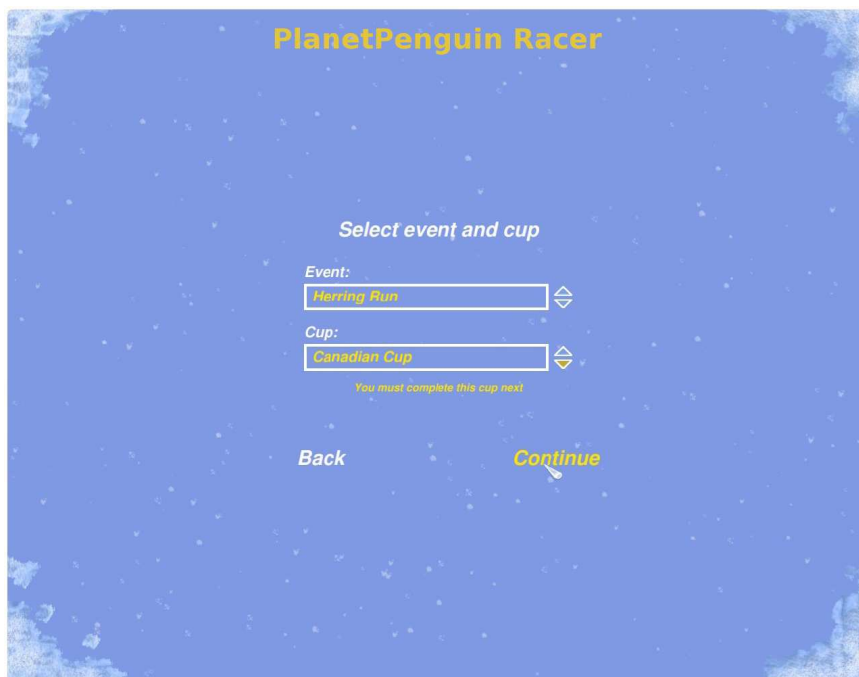 PlanetPenguin Racer
Select event and cup
Event:
Herring Run
Cup:
Canadian Cup
You must complete this cup next
Back Continue